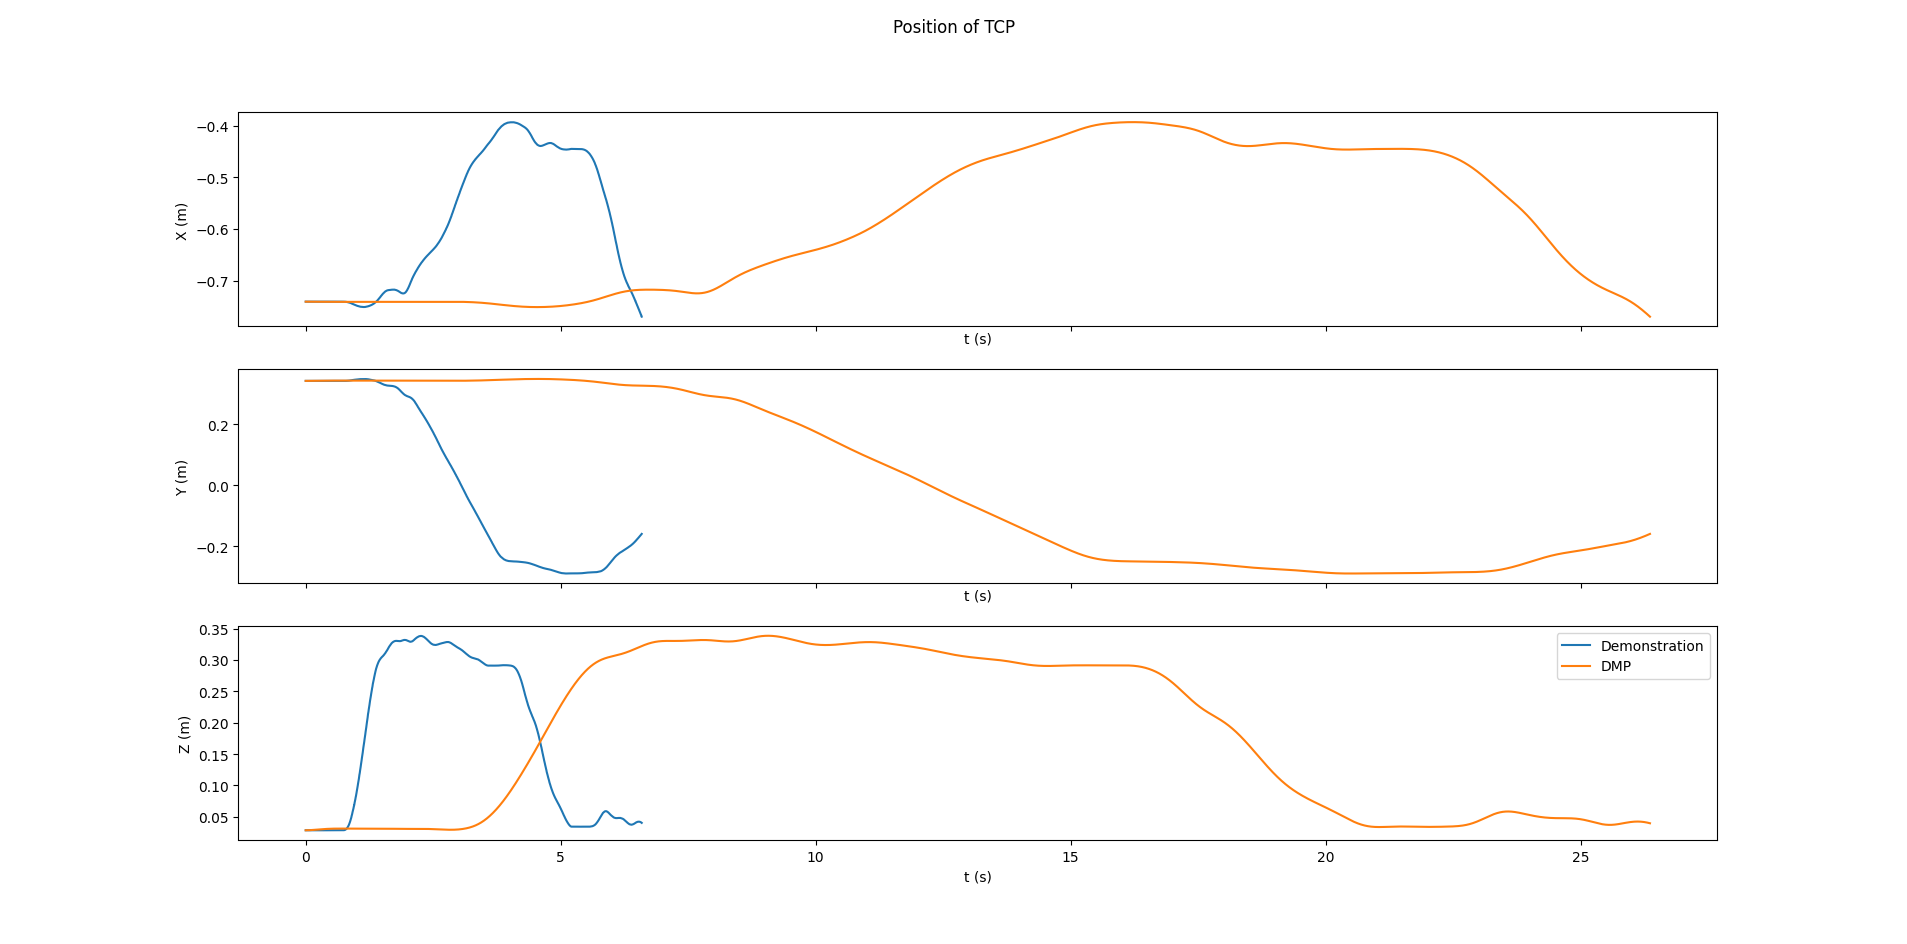 Position of TCP
−0.4
−0.5
−0.6
−0.7
X (m)
t (s)
0.2
0.0
−0.2
Y (m)
t (s)
0.35
0.30
0.25
0.20
0.15
0.10
0.05
Z (m)
Demonstration
DMP
0 5 10 15 20 25
t (s)